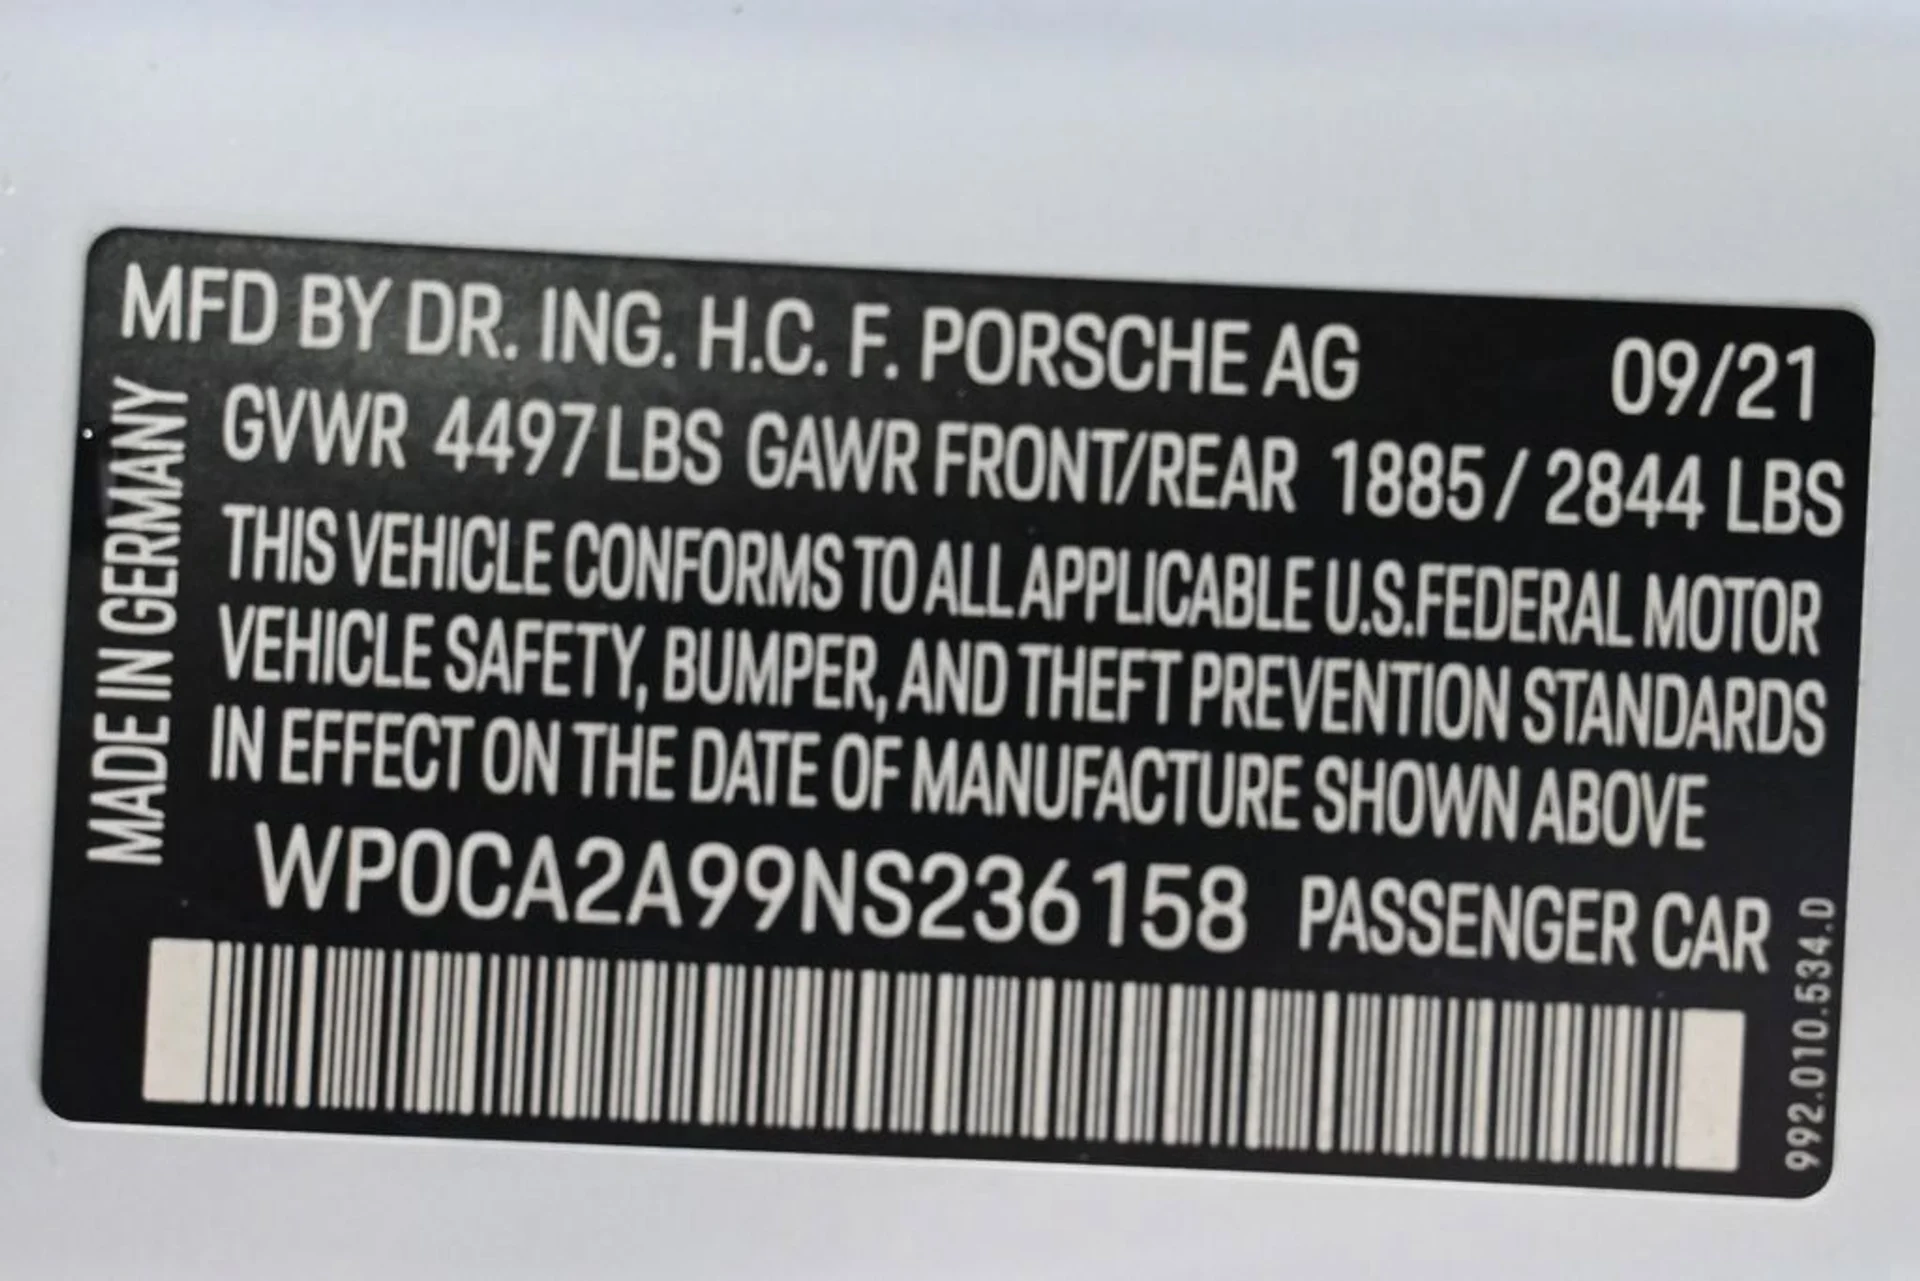 MFD BY DR. ING. H.C. F. PORSCHE AG 09/21
GVWR 4497 LBS GAWR FRONT/REAR 1885 / 2844 LBS
THIS VEHICLE CONFORMS TO ALL APPLICABLE U.S.FEDERAL MOTOR
VEHICLE SAFETY, BUMPER, AND THEFT PREVENTION STANDARDS
IN EFFECT ON THE DATE OF MANUFACTURE SHOWN ABOVE
WP0CA2A99NS236158 PASSENGER CAR
MADE IN GERMANY
992.010.534.D